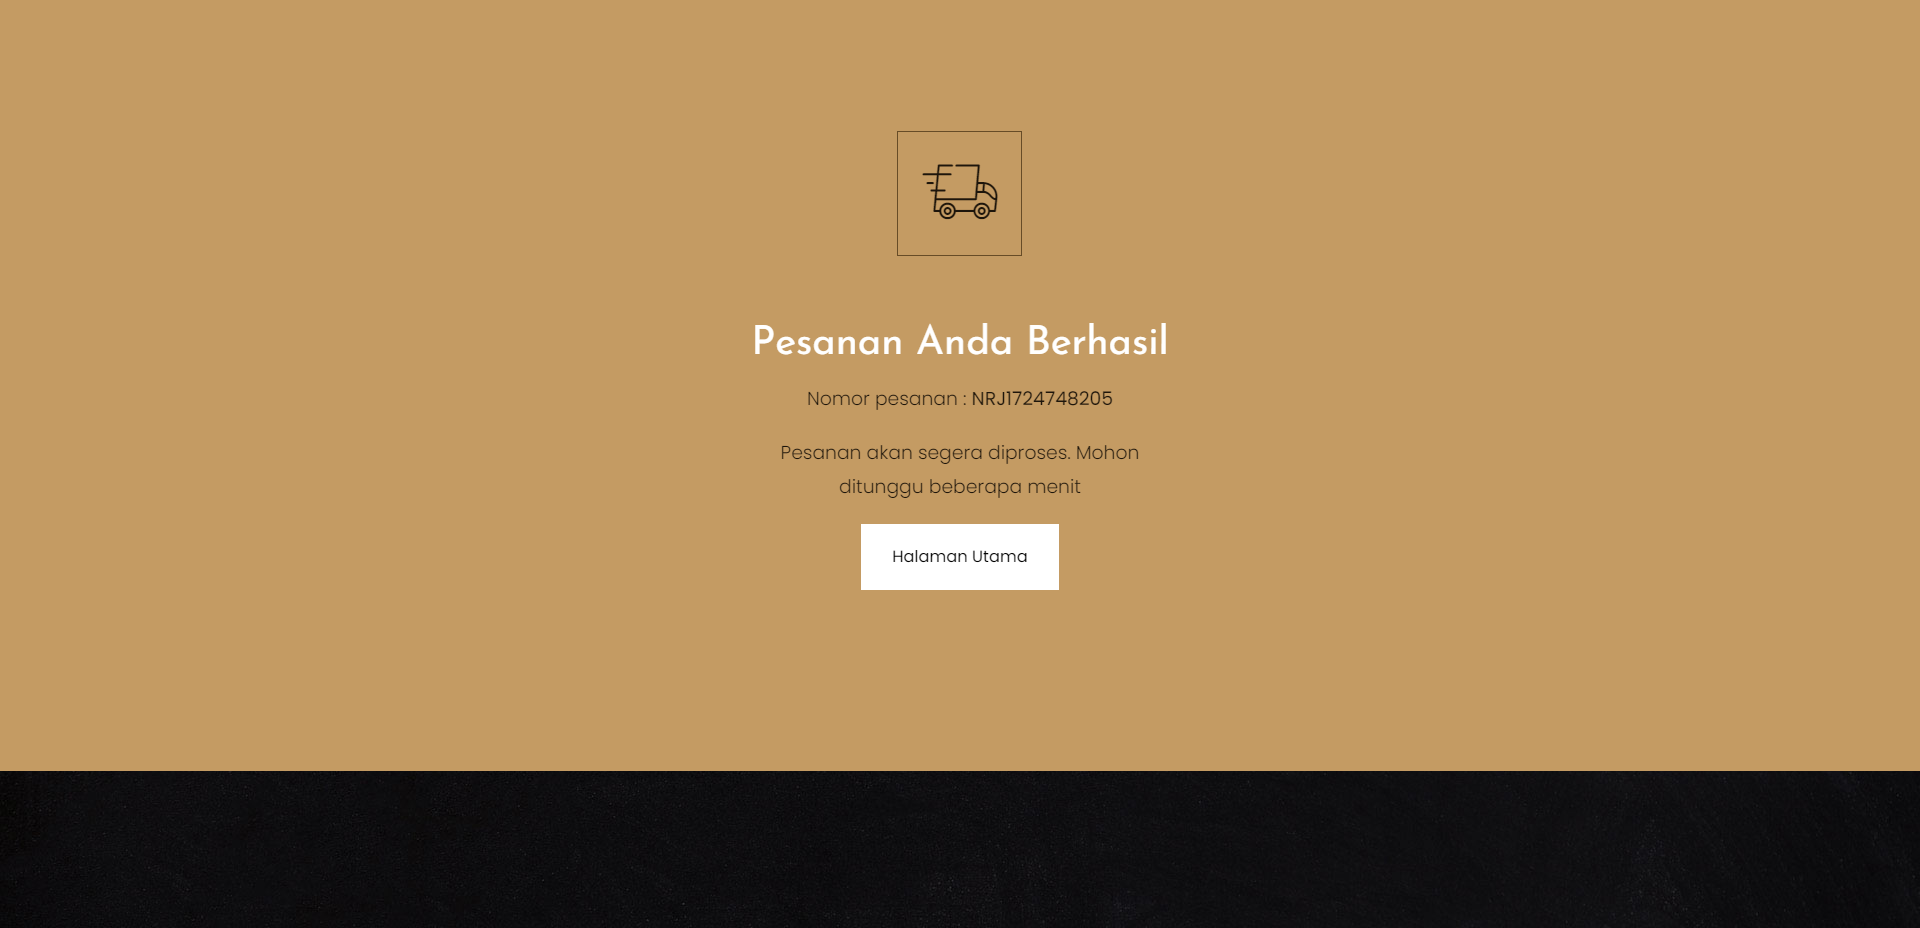 Pesanan Anda Berhasil
Nomor pesanan : NRJ1724748205
Pesanan akan segera diproses. Mohon
ditunggu beberapa menit
Halaman Utama